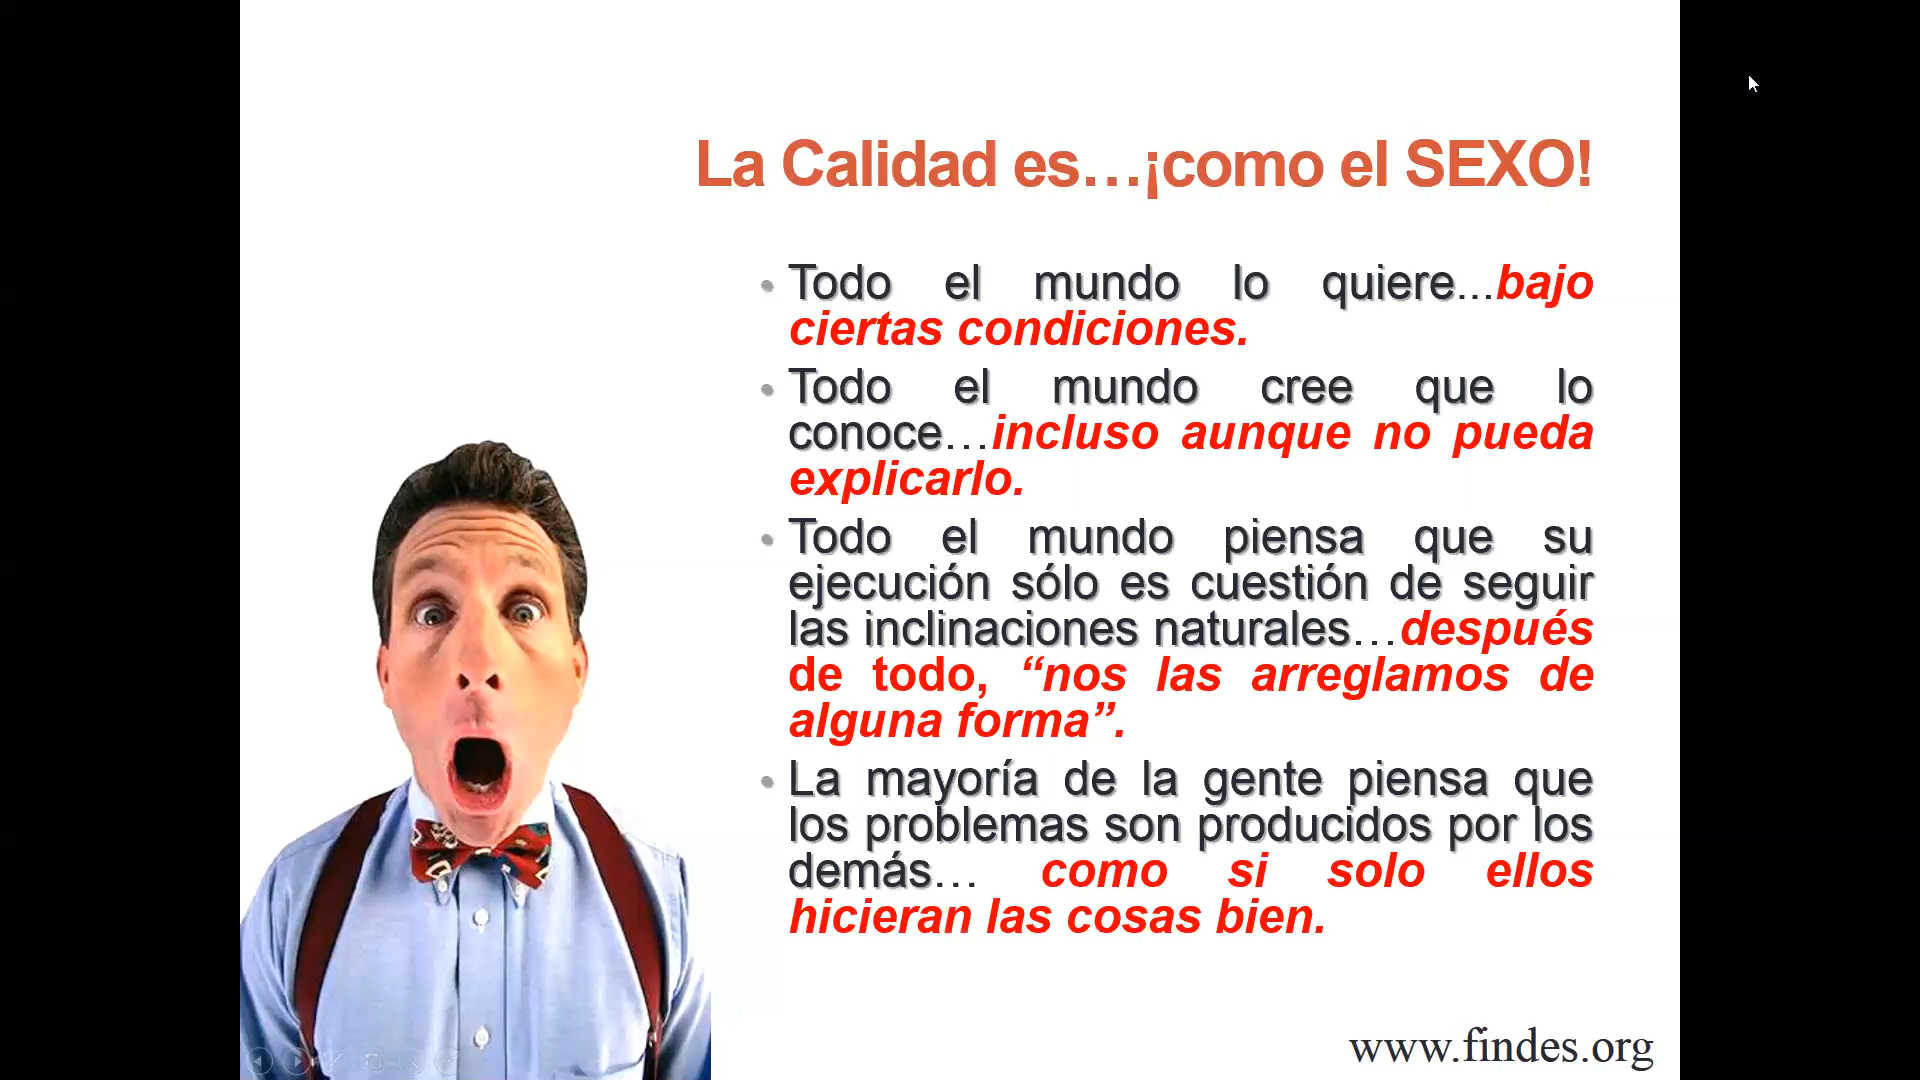 La Calidad es…¡como el SEXO!
• Todo el mundo lo quiere...bajo
ciertas condiciones.
• Todo el mundo cree que lo
conoce…incluso aunque no pueda
explicarlo.
• Todo el mundo piensa que su
ejecución sólo es cuestión de seguir
las inclinaciones naturales…después
de todo, “nos las arreglamos de
alguna forma”.
• La mayoría de la gente piensa que
los problemas son producidos por los
demás… como si solo ellos
hicieran las cosas bien.
www.findes.org